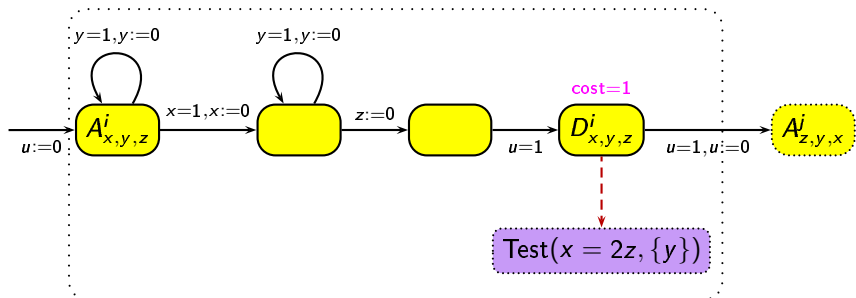 y=1,y:=0
y=1,y:=0
cost=1
u:=0
A^i_{x,y,z}
x=1,x:=0
z:=0
u=1
D^i_{x,y,z}
u=1,u:=0
A^j_{z,y,x}
Test(x = 2z, {y})